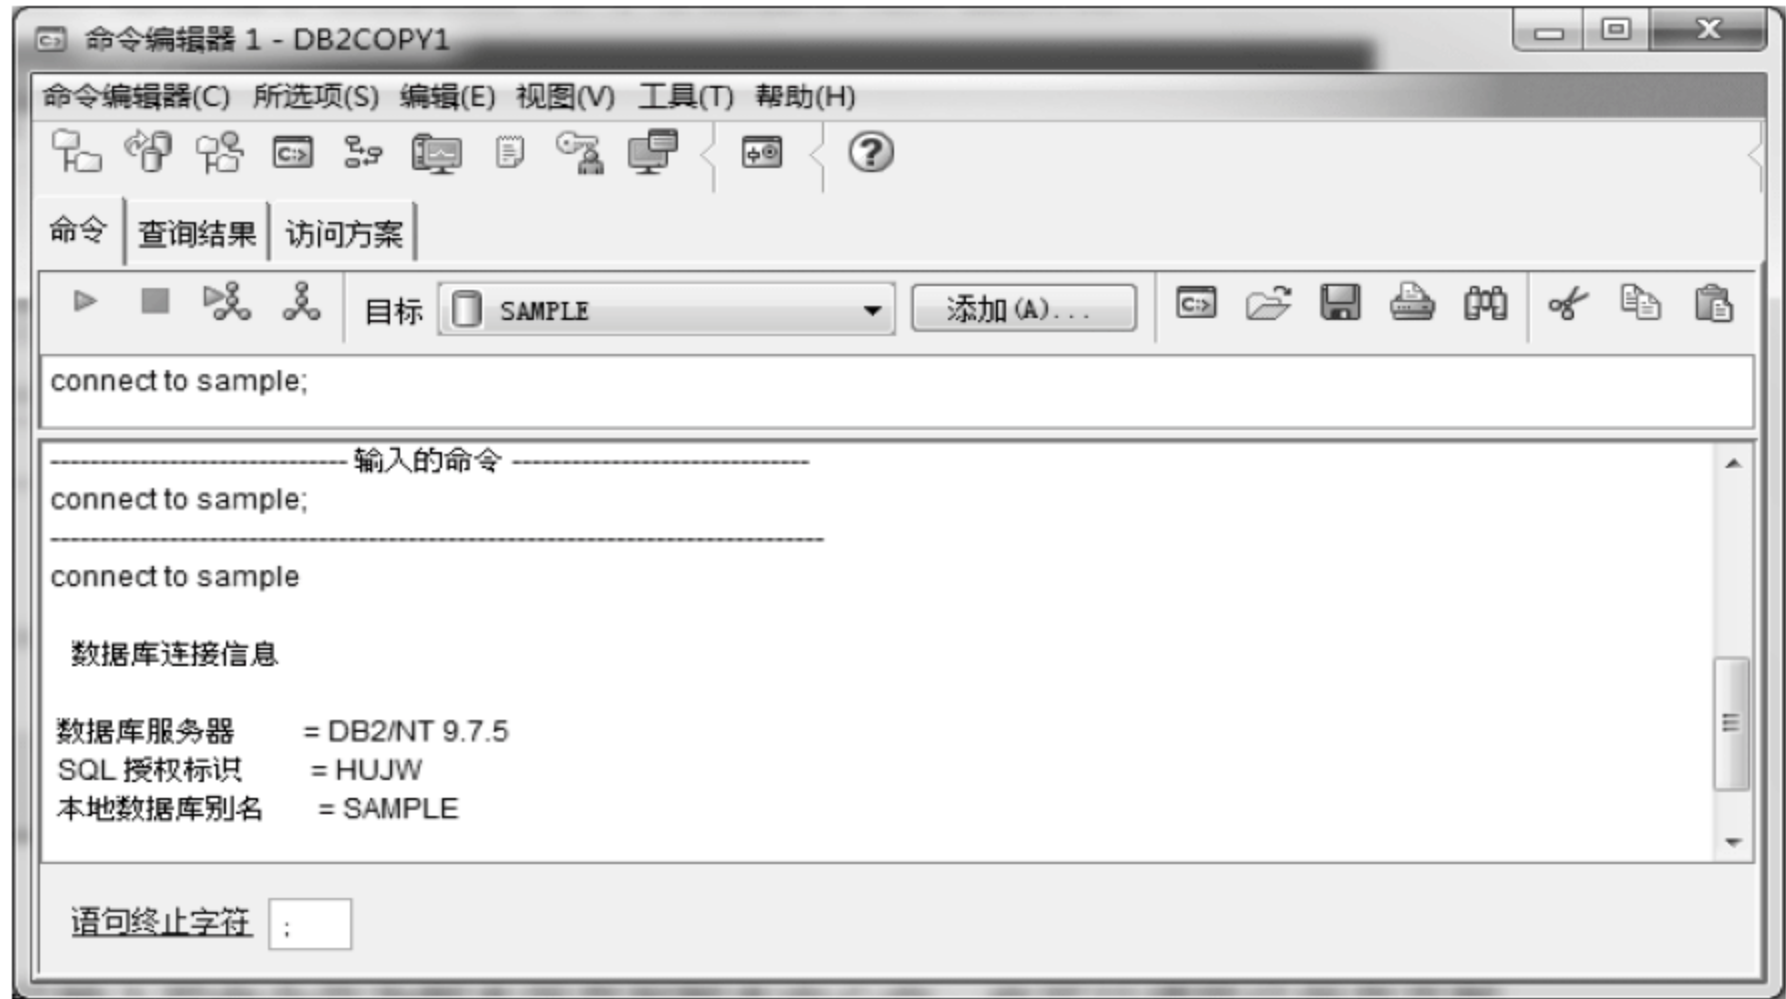 命令编辑器 1 - DB2COPY1
命令编辑器(C) 所选项(S) 编辑(E) 视图(V) 工具(T) 帮助(H)
命令 查询结果 访问方案
目标 SAMPLE 添加(A)...
connect to sample;
------------------------------ 输入的命令 ------------------------------
connect to sample;
------------------------------------------------------------------------------
connect to sample
数据库连接信息
数据库服务器 = DB2/NT 9.7.5
SQL 授权标识 = HUJW
本地数据库别名 = SAMPLE
语句终止字符 ;